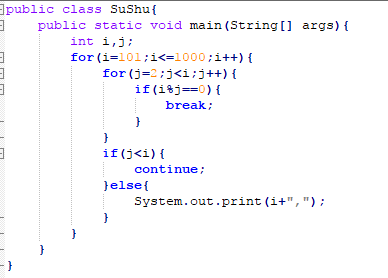 public class SuShu{
public static void main(String[] args){
int i,j;
for(i=101;i<=1000;i++){
for(j=2;j<i;j++){
if(i%j==0){
break;
}
}
if(j<i){
continue;
}else{
System.out.print(i+",");
}
}
}
}